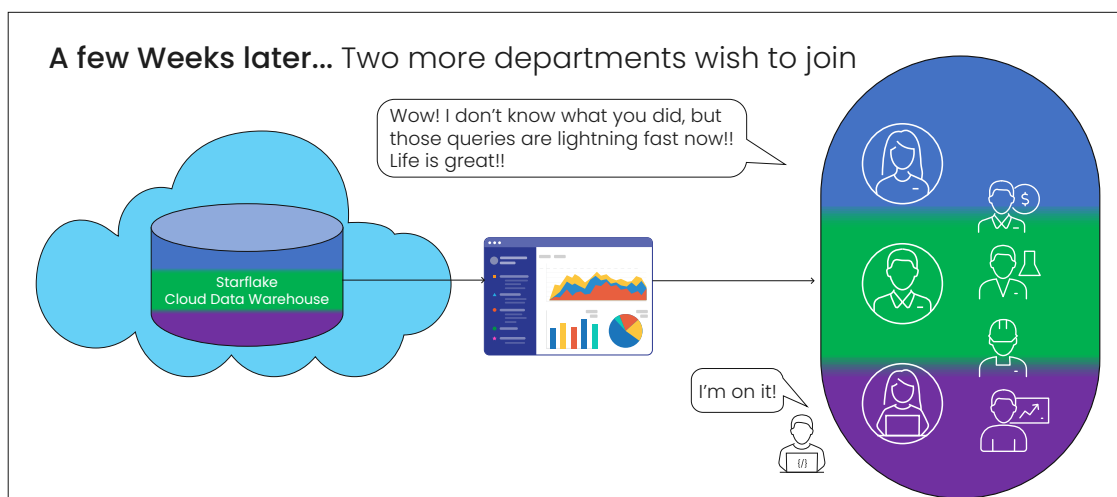 A few Weeks later... Two more departments wish to join
Wow! I don’t know what you did, but
those queries are lightning fast now!!
Life is great!!
$
Starflake
Cloud Data Warehouse
I’m on it!
{/}